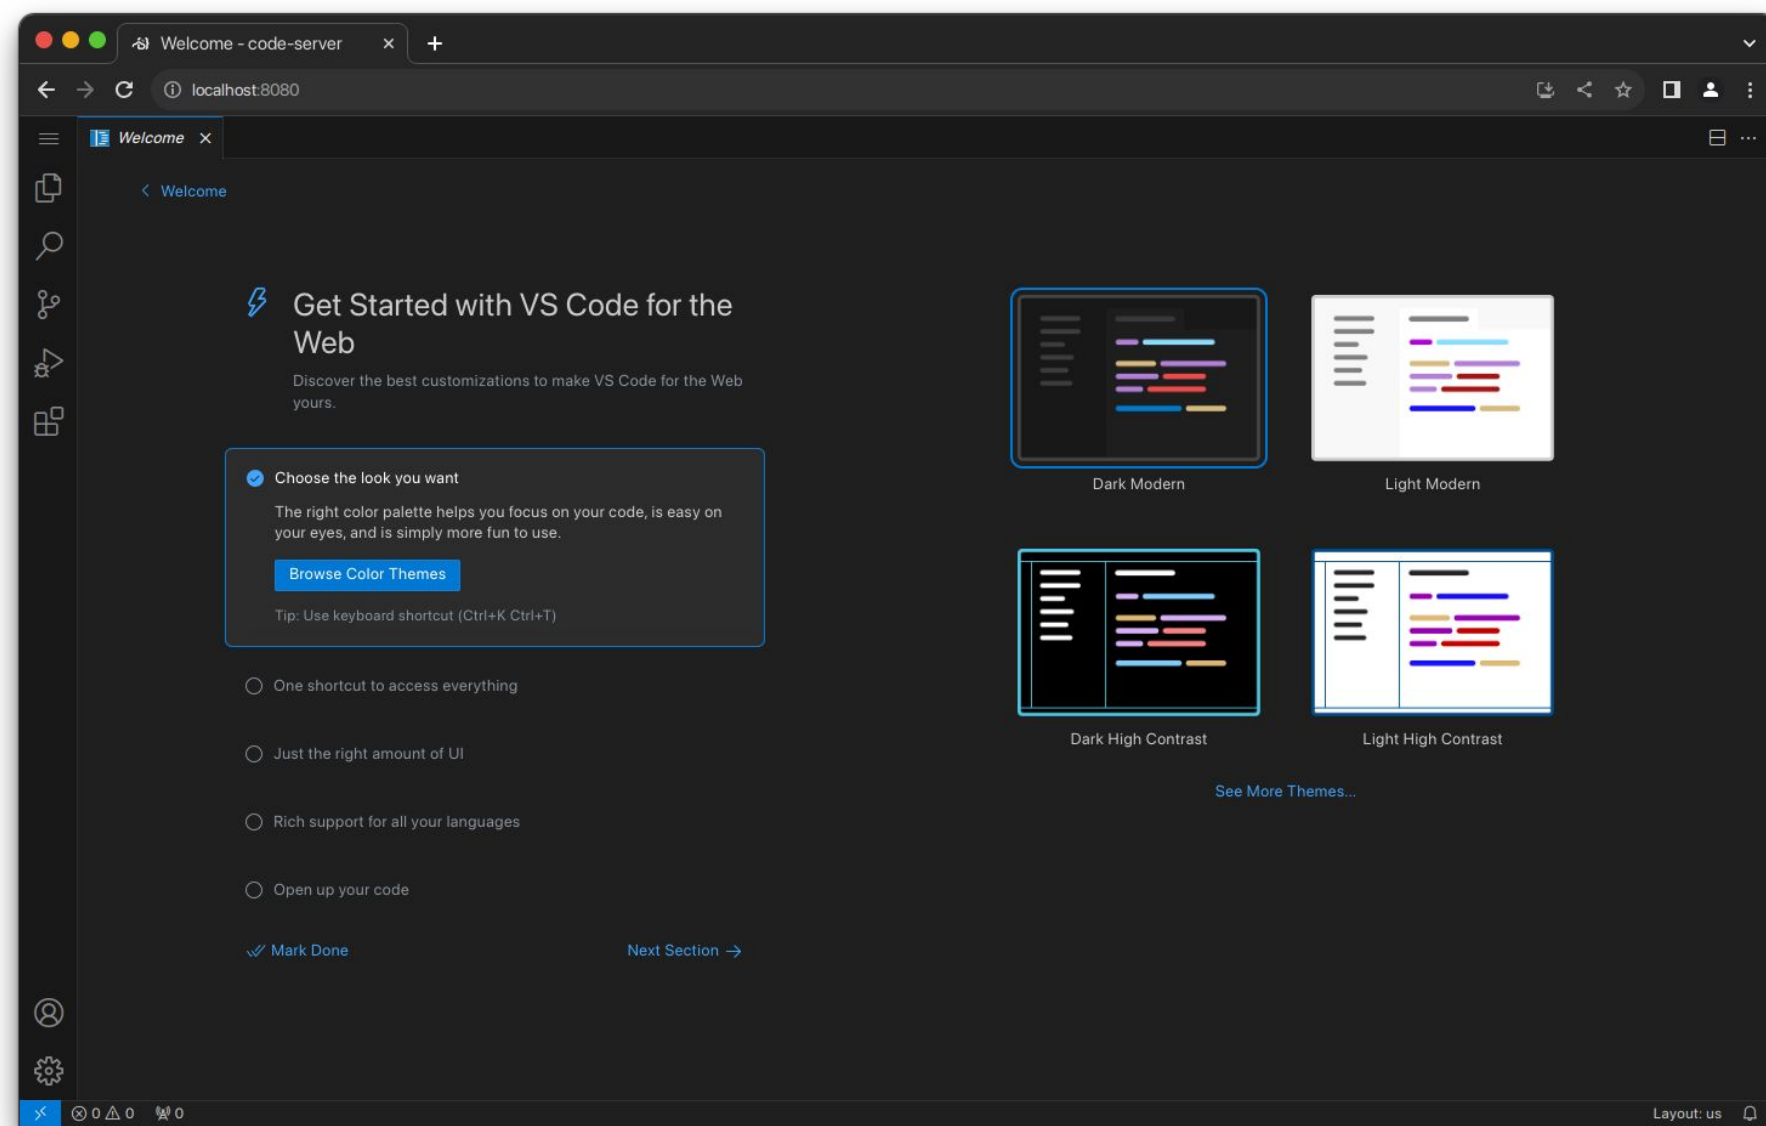 Welcome - code-server
localhost:8080
Welcome
Welcome
Get Started with VS Code for the
Web
Discover the best customizations to make VS Code for the Web
yours.
Choose the look you want
The right color palette helps you focus on your code, is easy on
your eyes, and is simply more fun to use.
Browse Color Themes
Tip: Use keyboard shortcut (Ctrl+K Ctrl+T)
One shortcut to access everything
Just the right amount of UI
Rich support for all your languages
Open up your code
Mark Done
Next Section
Dark Modern
Light Modern
Dark High Contrast
Light High Contrast
See More Themes...
0 0 0
Layout: us